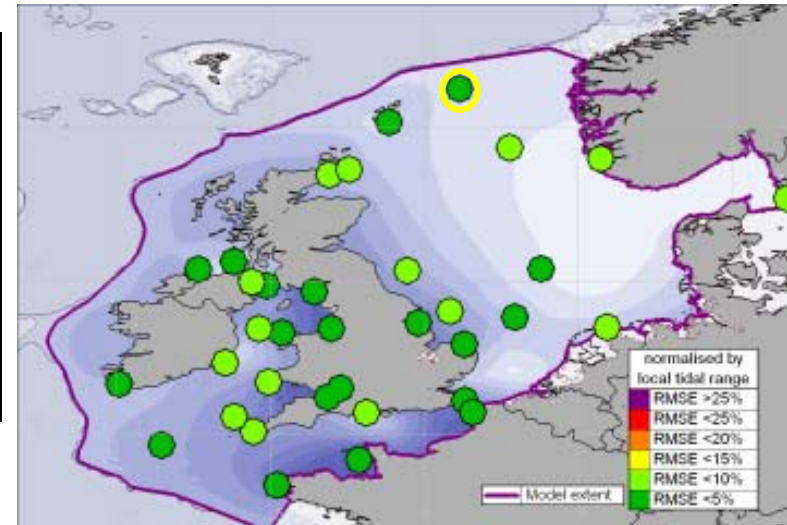 normalised by
local tidal range
RMSE >25%
RMSE <25%
RMSE <20%
RMSE <15%
RMSE <10%
RMSE <5%
Model extent